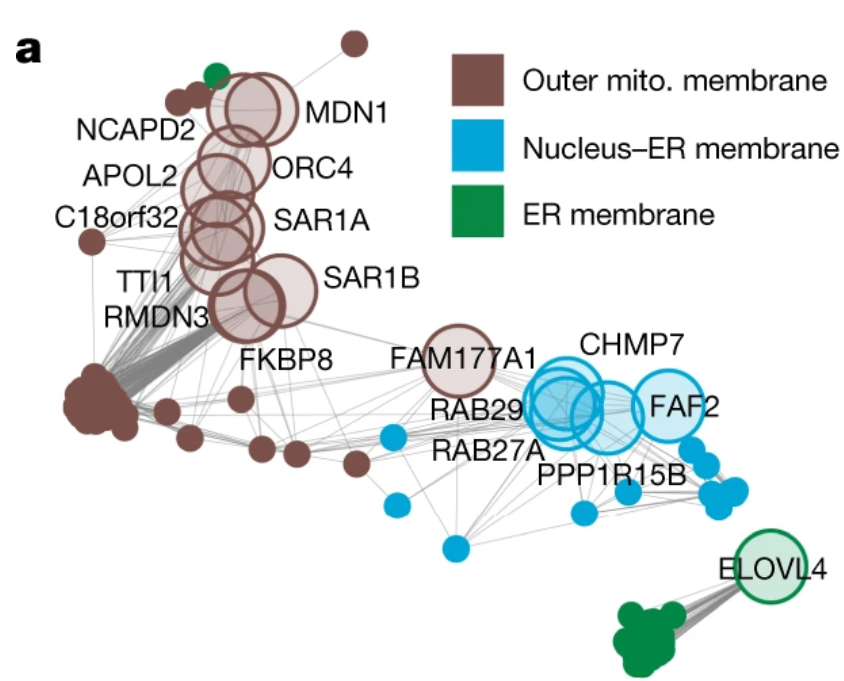 a
Outer mito. membrane
Nucleus–ER membrane
ER membrane
MDN1
NCAPD2
ORC4
APOL2
C18orf32
SAR1A
TTI1
SAR1B
RMDN3
FKBP8
FAM177A1
CHMP7
RAB29
FAF2
RAB27A
PPP1R15B
ELOVL4